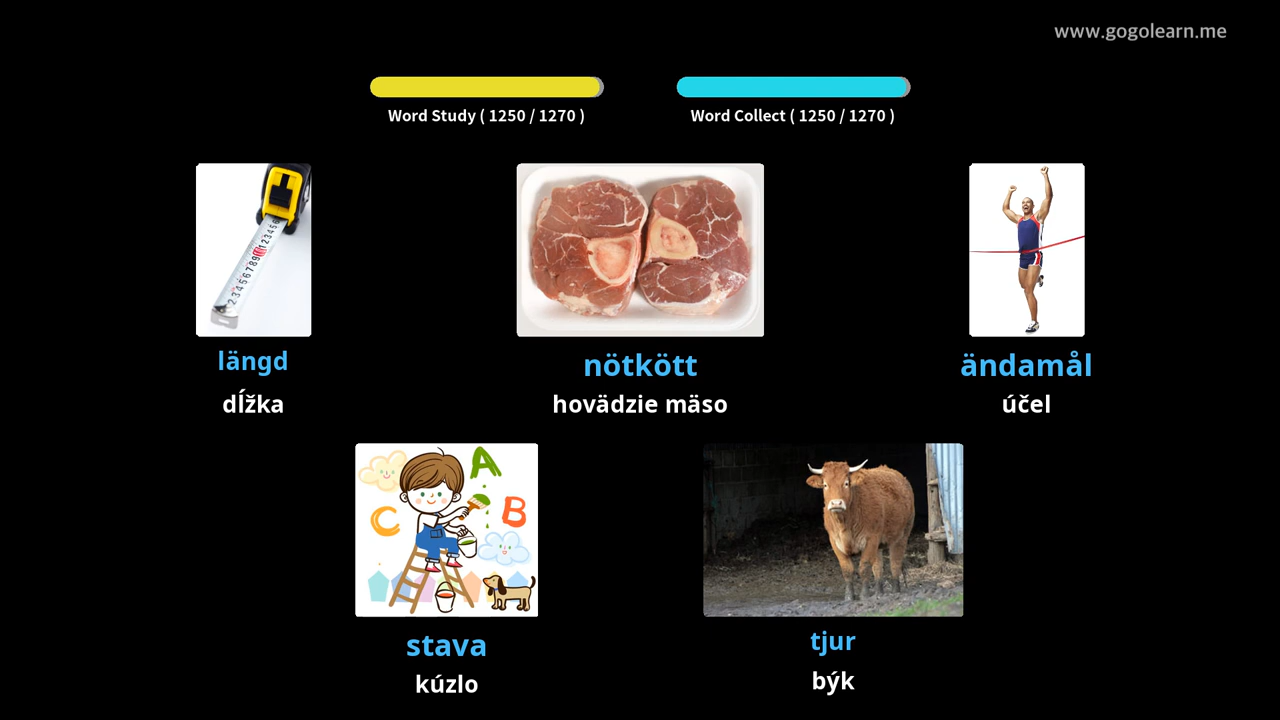 www.gogolearn.me
Word Study ( 1250 / 1270 )
Word Collect ( 1250 / 1270 )
längd
dĺžka
nötkött
hovädzie mäso
ändamål
účel
A
B
C
stava
kúzlo
tjur
býk